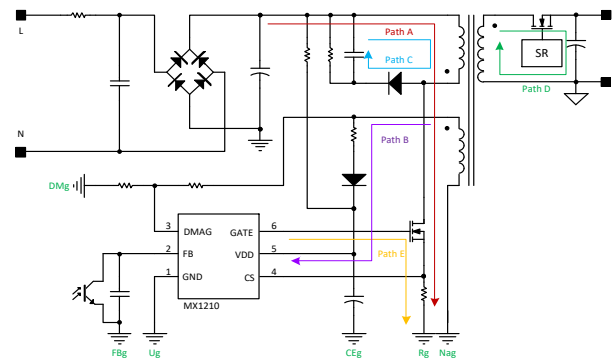 L
Path A
SR
Path C
Path D
N
Path B
DMg
3 DMAG GATE 6
2 FB VDD 5
Path E
1 GND CS 4
MX1210
FBg Ug CEg Rg Nag